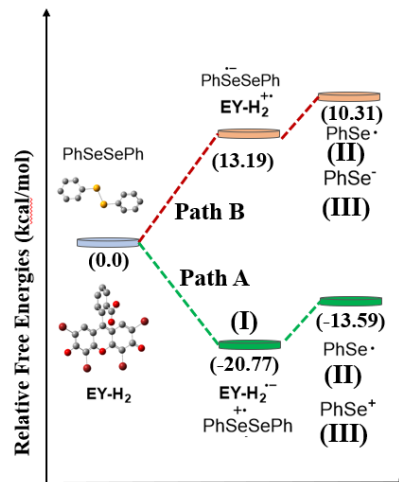 Relative Free Energies (kcal/mol)
PhSeSePh
(0.0)
EY-H₂
Path B
Path A
•−
PhSeSePh
EY-H₂⁺•
(13.19)
(10.31)
PhSe •
(II)
PhSe⁻
(III)
(I)
(-20.77)
EY-H₂•−
+•
PhSeSePh
(-13.59)
PhSe •
(II)
PhSe⁺
(III)